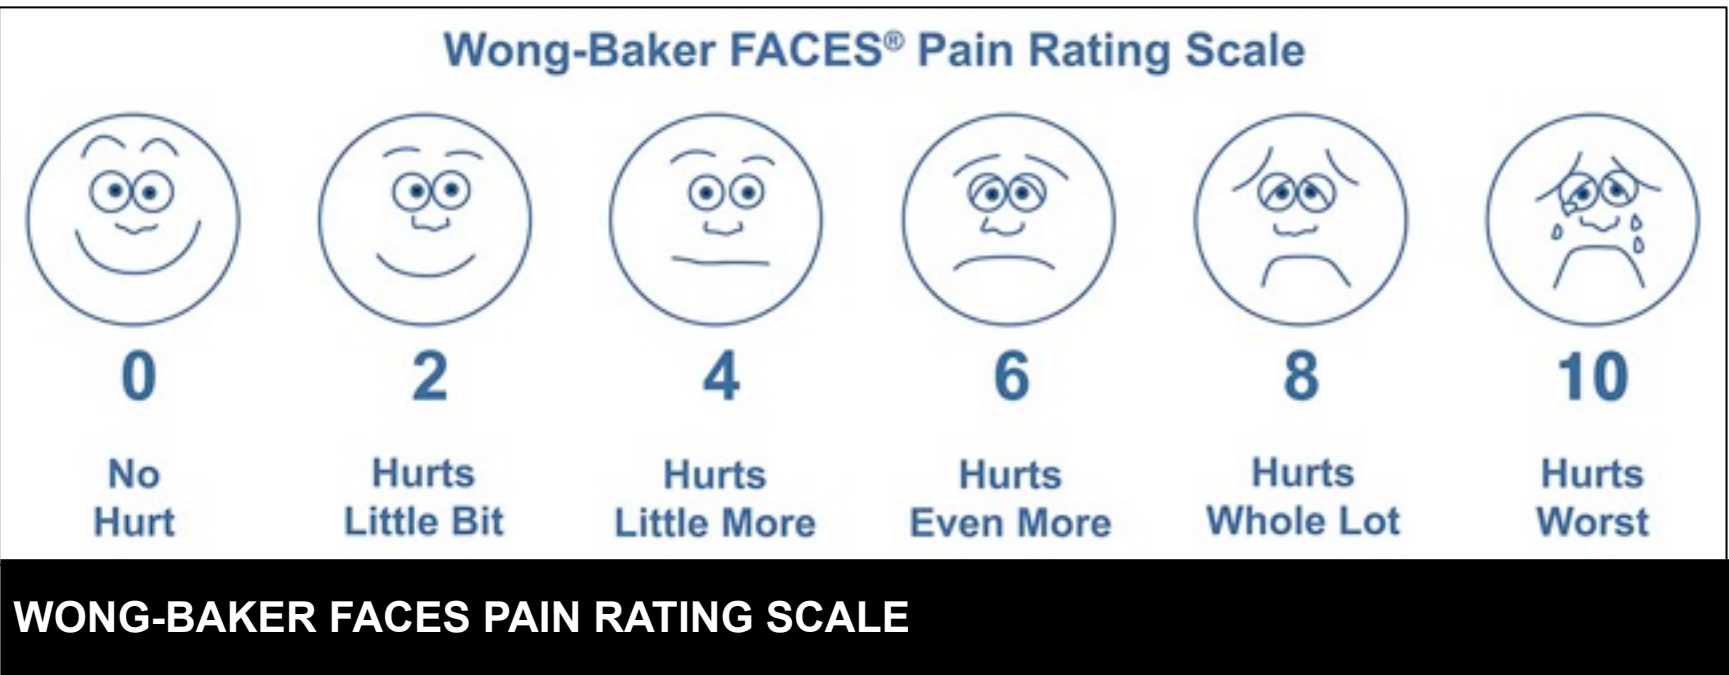 Wong-Baker FACES® Pain Rating Scale
0
2
4
6
8
10
No
Hurt
Hurts
Little Bit
Hurts
Little More
Hurts
Even More
Hurts
Whole Lot
Hurts
Worst
WONG-BAKER FACES PAIN RATING SCALE